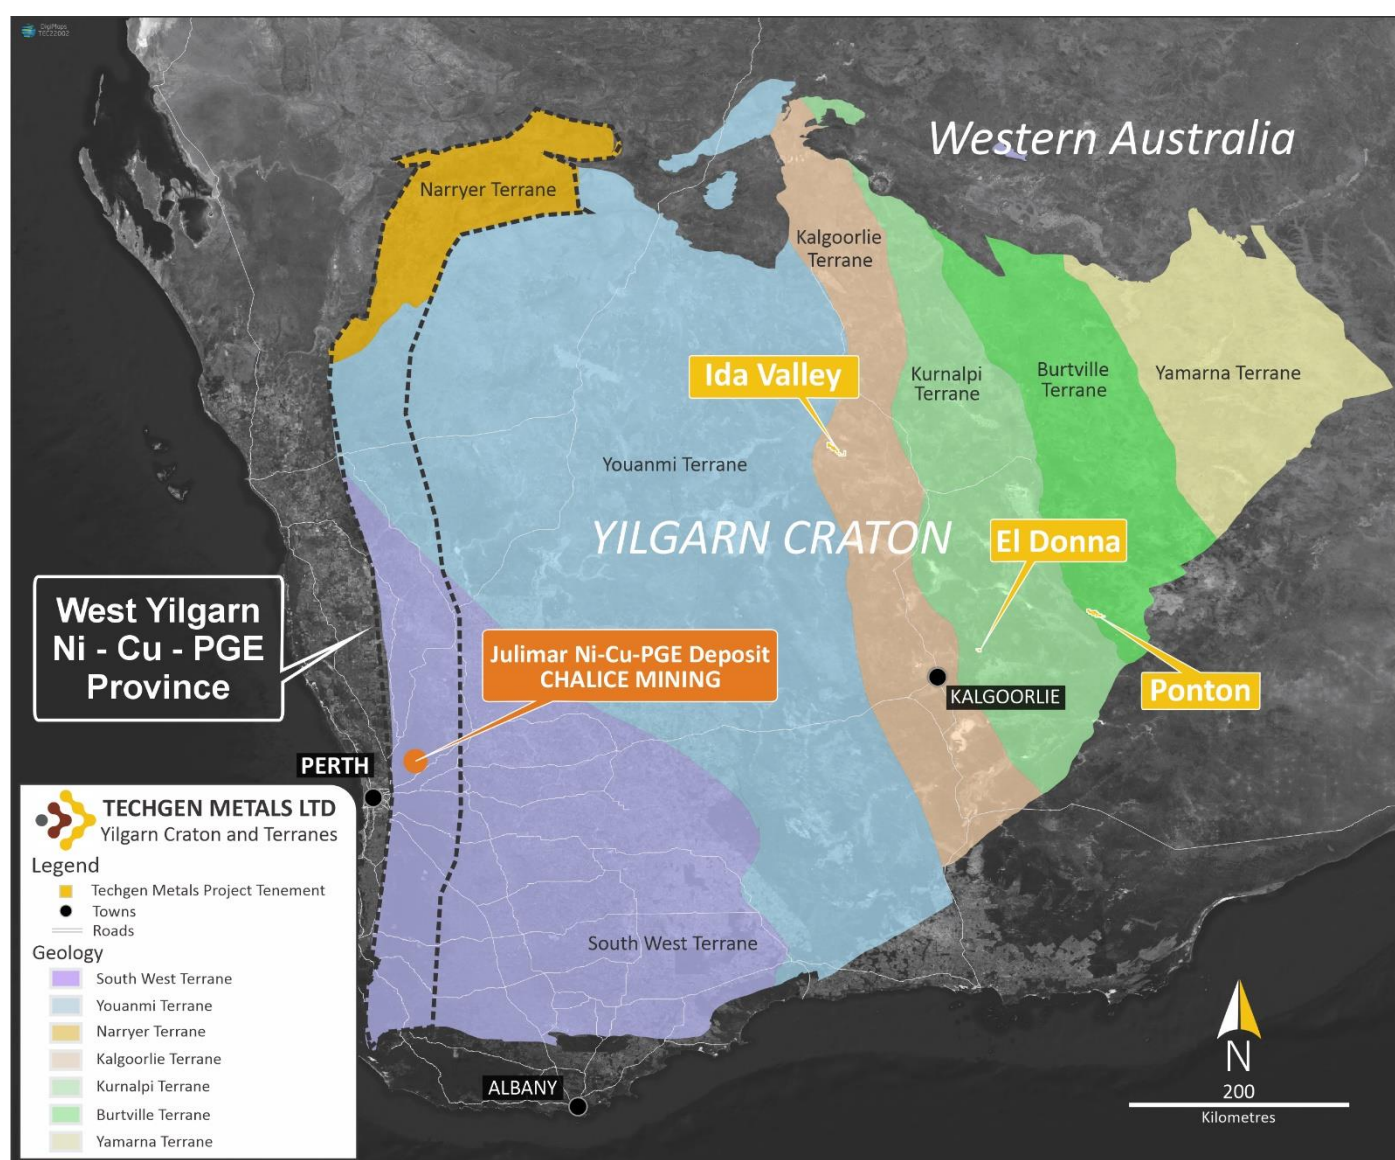 DigiMaps
TEC22002
Western Australia
Narryer Terrane
Kalgoorlie
Terrane
Ida Valley
Kurnalpi
Terrane
Burtville
Terrane
Yamarna Terrane
Youanmi Terrane
YILGARN CRATON
El Donna
West Yilgarn
Ni - Cu - PGE
Province
Julimar Ni-Cu-PGE Deposit
CHALICE MINING
KALGOORLIE
Ponton
PERTH
South West Terrane
ALBANY
TECHGEN METALS LTD
Yilgarn Craton and Terranes
Legend
Techgen Metals Project Tenement
Towns
Roads
Geology
South West Terrane
Youanmi Terrane
Narryer Terrane
Kalgoorlie Terrane
Kurnalpi Terrane
Burtville Terrane
Yamarna Terrane
N
200
Kilometres